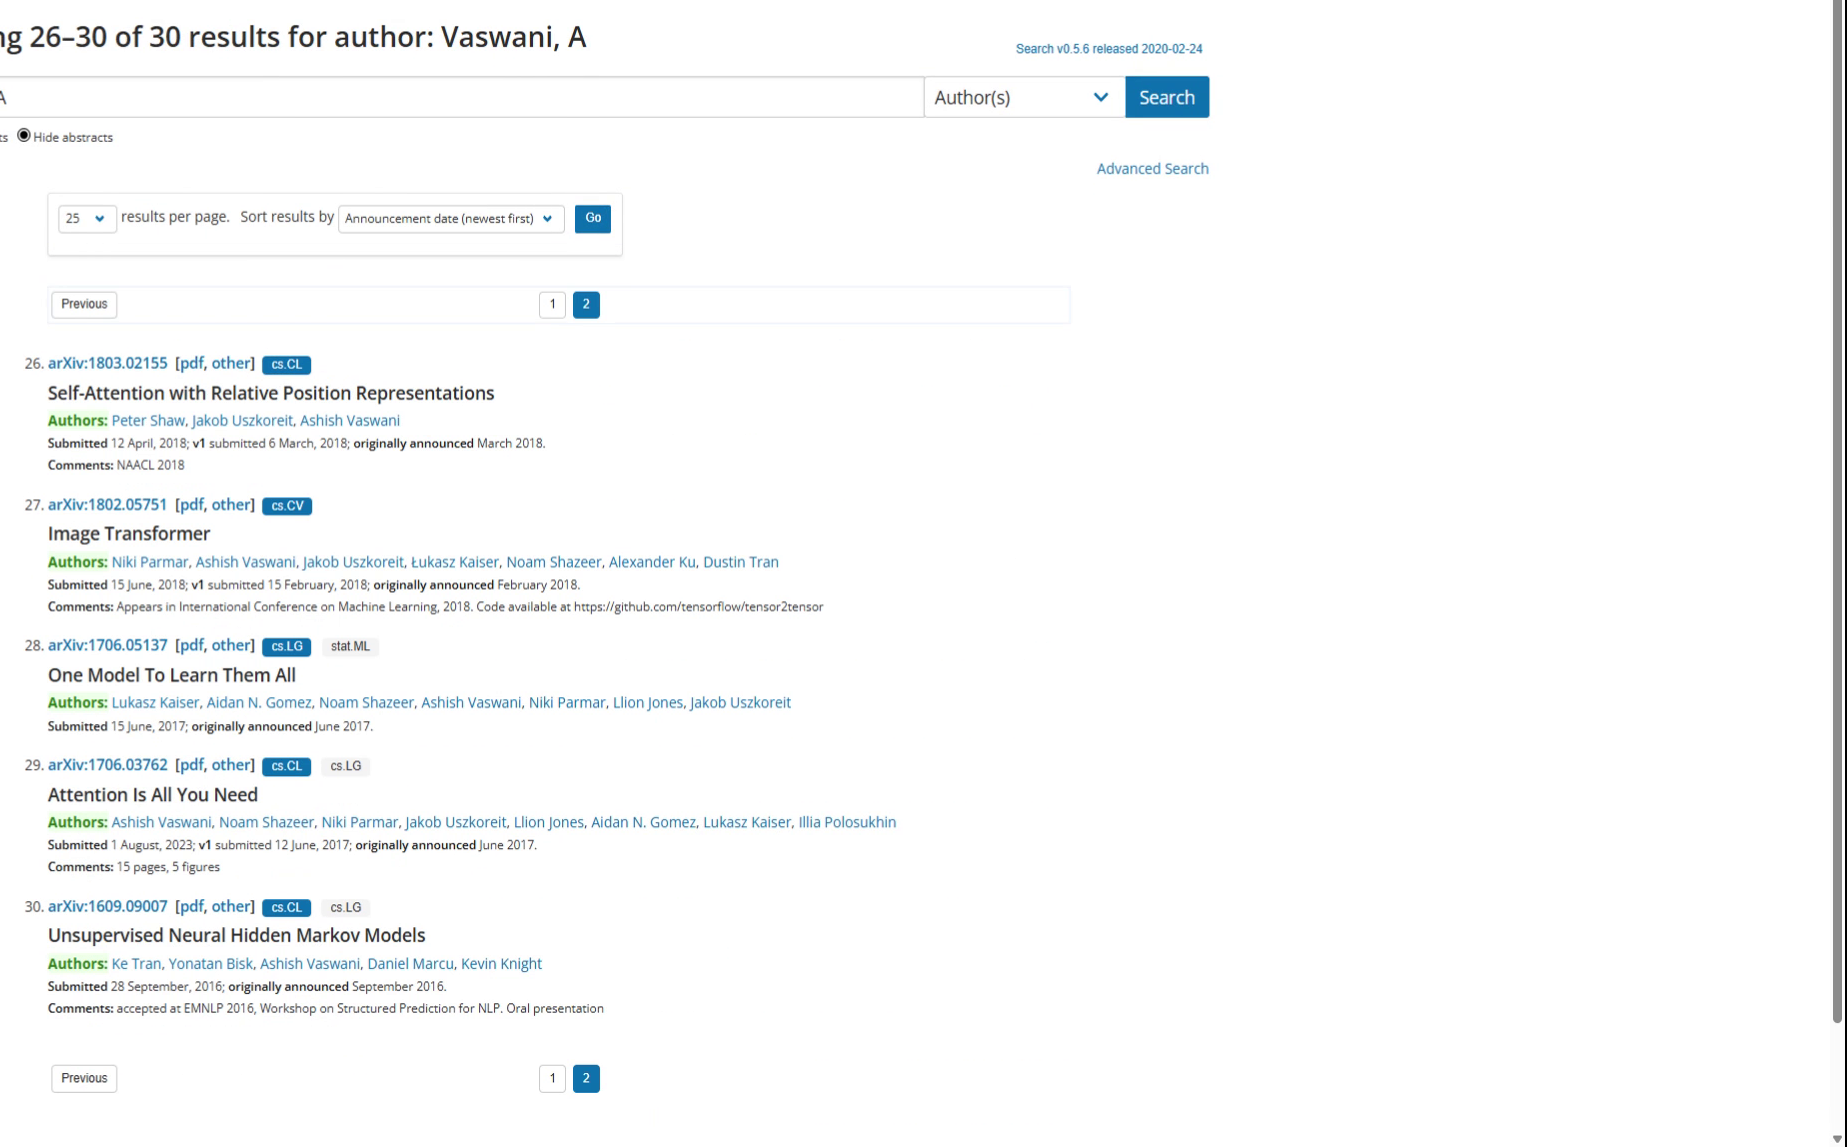 ng 26–30 of 30 results for author: Vaswani, A
Search v0.5.6 released 2020-02-24
A
Author(s)
Search
ts Hide abstracts
Advanced Search
25 results per page. Sort results by Announcement date (newest first) Go
Previous 1 2
26. arXiv:1803.02155 [pdf, other] cs.CL
Self-Attention with Relative Position Representations
Authors: Peter Shaw, Jakob Uszkoreit, Ashish Vaswani
Submitted 12 April, 2018; v1 submitted 6 March, 2018; originally announced March 2018.
Comments: NAACL 2018
27. arXiv:1802.05751 [pdf, other] cs.CV
Image Transformer
Authors: Niki Parmar, Ashish Vaswani, Jakob Uszkoreit, Łukasz Kaiser, Noam Shazeer, Alexander Ku, Dustin Tran
Submitted 15 June, 2018; v1 submitted 15 February, 2018; originally announced February 2018.
Comments: Appears in International Conference on Machine Learning, 2018. Code available at https://github.com/tensorflow/tensor2tensor
28. arXiv:1706.05137 [pdf, other] cs.LG stat.ML
One Model To Learn Them All
Authors: Lukasz Kaiser, Aidan N. Gomez, Noam Shazeer, Ashish Vaswani, Niki Parmar, Llion Jones, Jakob Uszkoreit
Submitted 15 June, 2017; originally announced June 2017.
29. arXiv:1706.03762 [pdf, other] cs.CL cs.LG
Attention Is All You Need
Authors: Ashish Vaswani, Noam Shazeer, Niki Parmar, Jakob Uszkoreit, Llion Jones, Aidan N. Gomez, Lukasz Kaiser, Illia Polosukhin
Submitted 1 August, 2023; v1 submitted 12 June, 2017; originally announced June 2017.
Comments: 15 pages, 5 figures
30. arXiv:1609.09007 [pdf, other] cs.CL cs.LG
Unsupervised Neural Hidden Markov Models
Authors: Ke Tran, Yonatan Bisk, Ashish Vaswani, Daniel Marcu, Kevin Knight
Submitted 28 September, 2016; originally announced September 2016.
Comments: accepted at EMNLP 2016, Workshop on Structured Prediction for NLP. Oral presentation
Previous 1 2